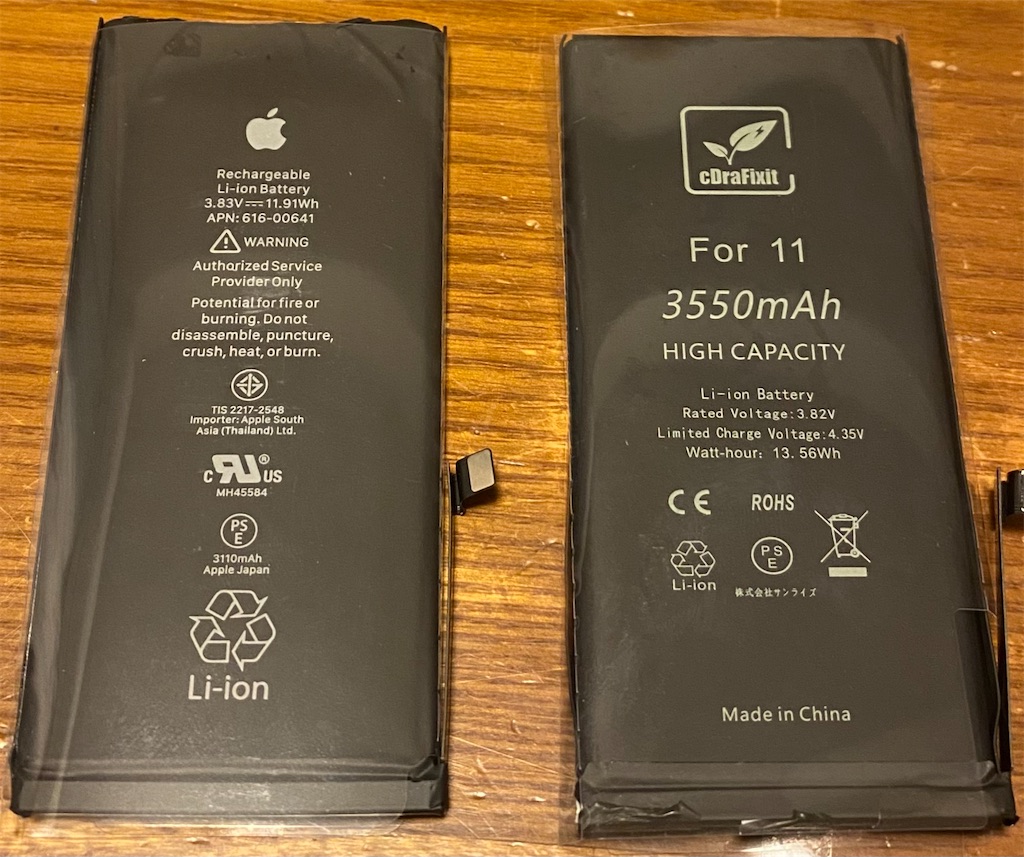 Rechargeable
Li-ion Battery
3.83V⎓11.91Wh
APN: 616-00641
WARNING
Authorized Service
Provider Only
Potential for fire or
burning. Do not
disassemble, puncture,
crush, heat, or burn.
TIS 2217-2548
Importer: Apple South
Asia (Thailand) Ltd.
c RU ® US
MH45584
PS
E
3110mAh
Apple Japan
Li-ion
cDraFixit
For 11
3550mAh
HIGH CAPACITY
Li-ion Battery
Rated Voltage:3.82V
Limited Charge Voltage:4.35V
Watt-hour: 13.56Wh
CE ROHS
PS
E
Li-ion
株式会社サンライズ
Made in China